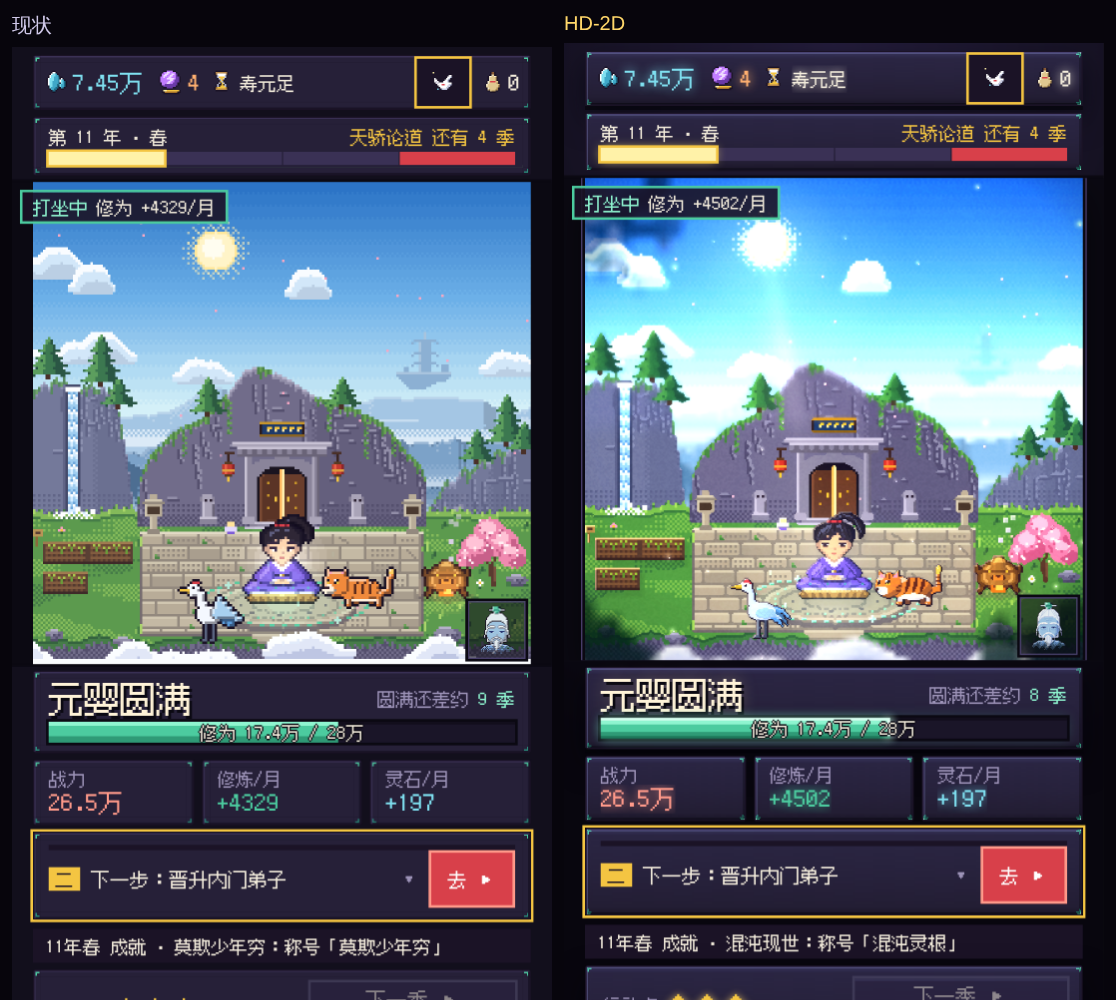 现状
7.45万 4 寿元足 0
第 11 年 · 春 天骄论道 还有 4 季
打坐中 修为 +4329/月
元婴圆满 圆满还差约 9 季
修为 17.4万 / 28万
战力 修炼/月 灵石/月
26.5万 +4329 +197
二 下一步：晋升内门弟子 去
11年春 成就 · 莫欺少年穷：称号「莫欺少年穷」
下一季
HD-2D
7.45万 4 寿元足 0
第 11 年 · 春 天骄论道 还有 4 季
打坐中 修为 +4502/月
元婴圆满 圆满还差约 8 季
修为 17.4万 / 28万
战力 修炼/月 灵石/月
26.5万 +4502 +197
二 下一步：晋升内门弟子 去
11年春 成就 · 混沌现世：称号「混沌灵根」
下一季